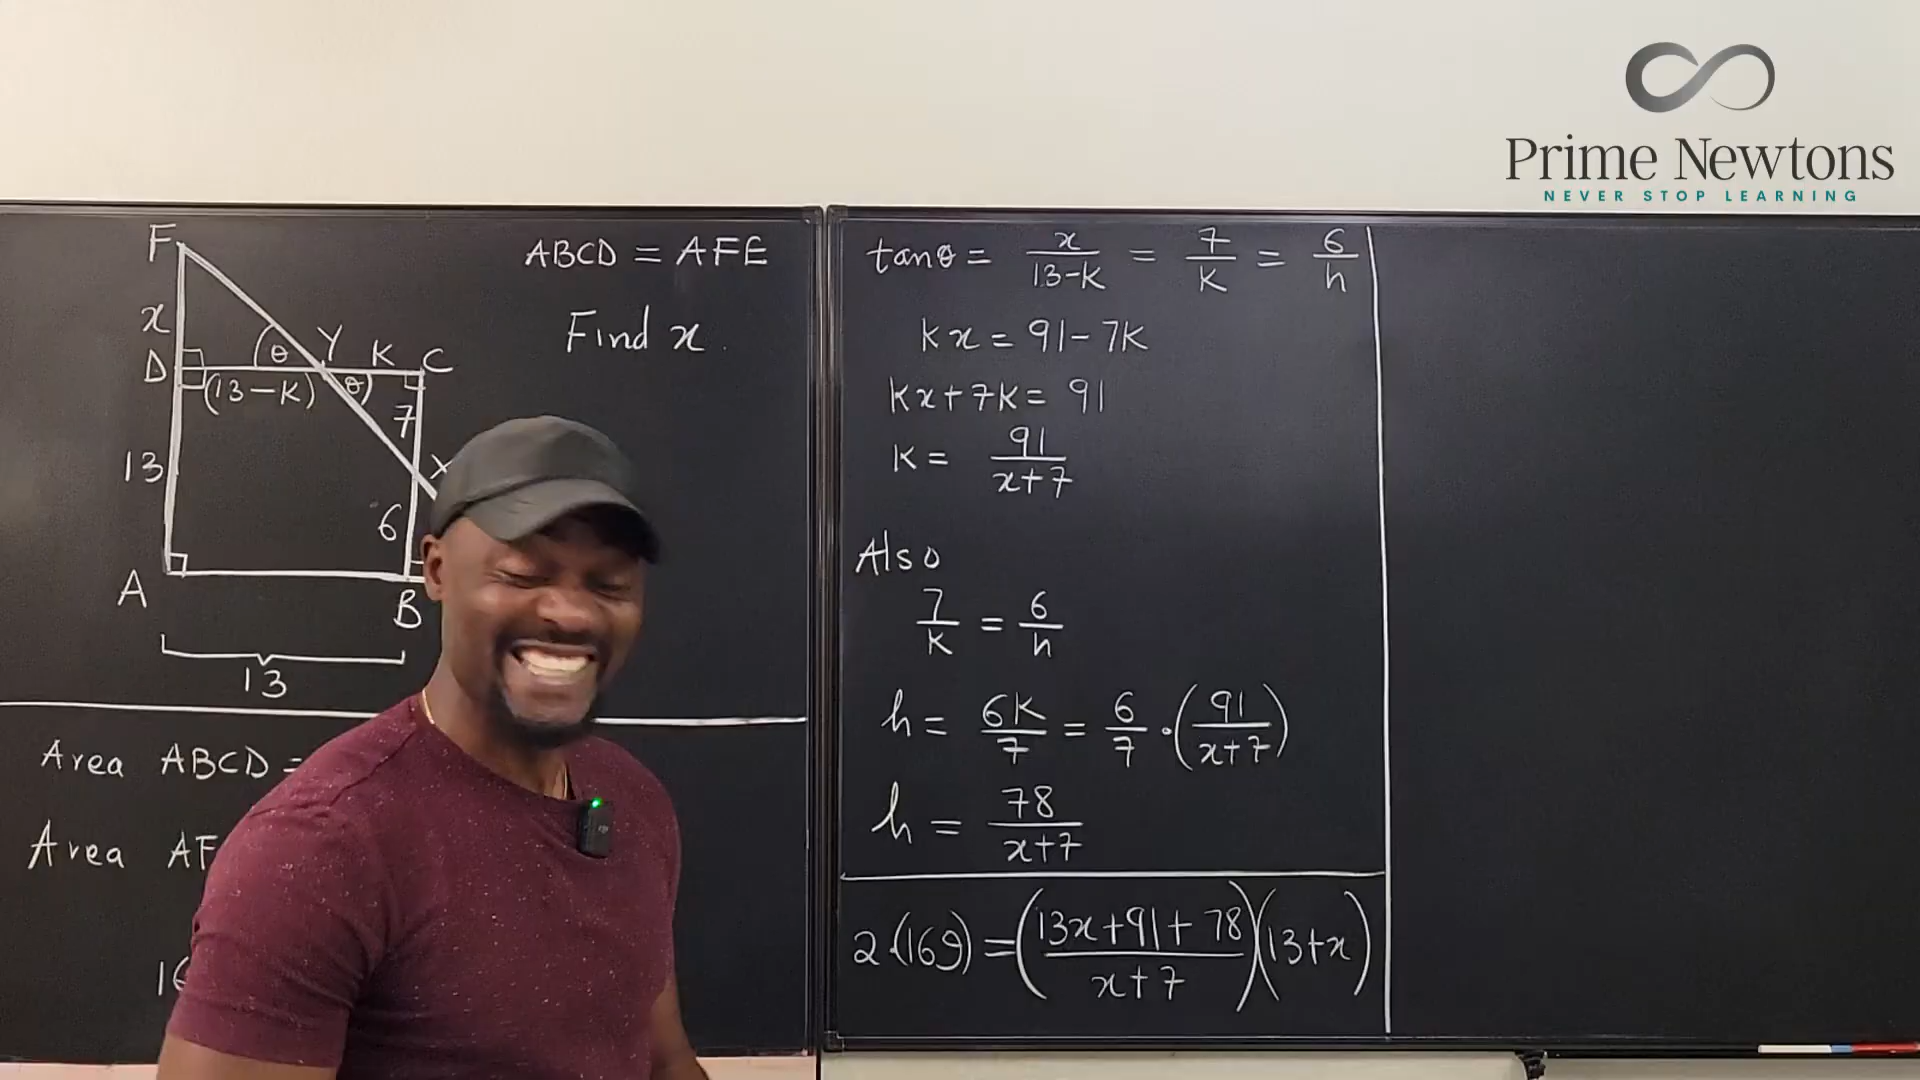 Prime Newtons
NEVER STOP LEARNING
F
x
D
θ
Y
K
C
(13-K)
θ
7
13
X
6
A
B
13
ABCD = AFE
Find x.
Area ABCD =
Area AF
16
tanθ = x/(13-K) = 7/K = 6/h
Kx = 91-7K
Kx+7K = 91
K = 91/(x+7)
Also
7/K = 6/h
h = 6K/7 = 6/7 · (91/(x+7))
h = 78/(x+7)
2·(169) = ((13x+91+78)/(x+7))(13+x)